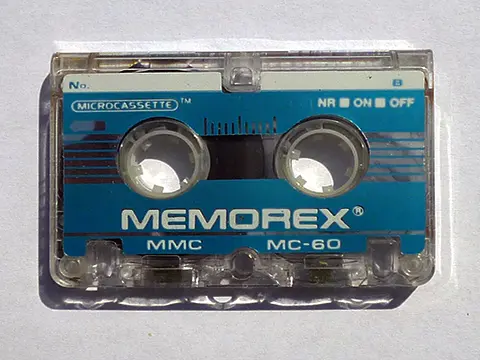 No. B
MICROCASSETTE™ NR ■ ON ■ OFF
MEMOREX®
MMC MC-60